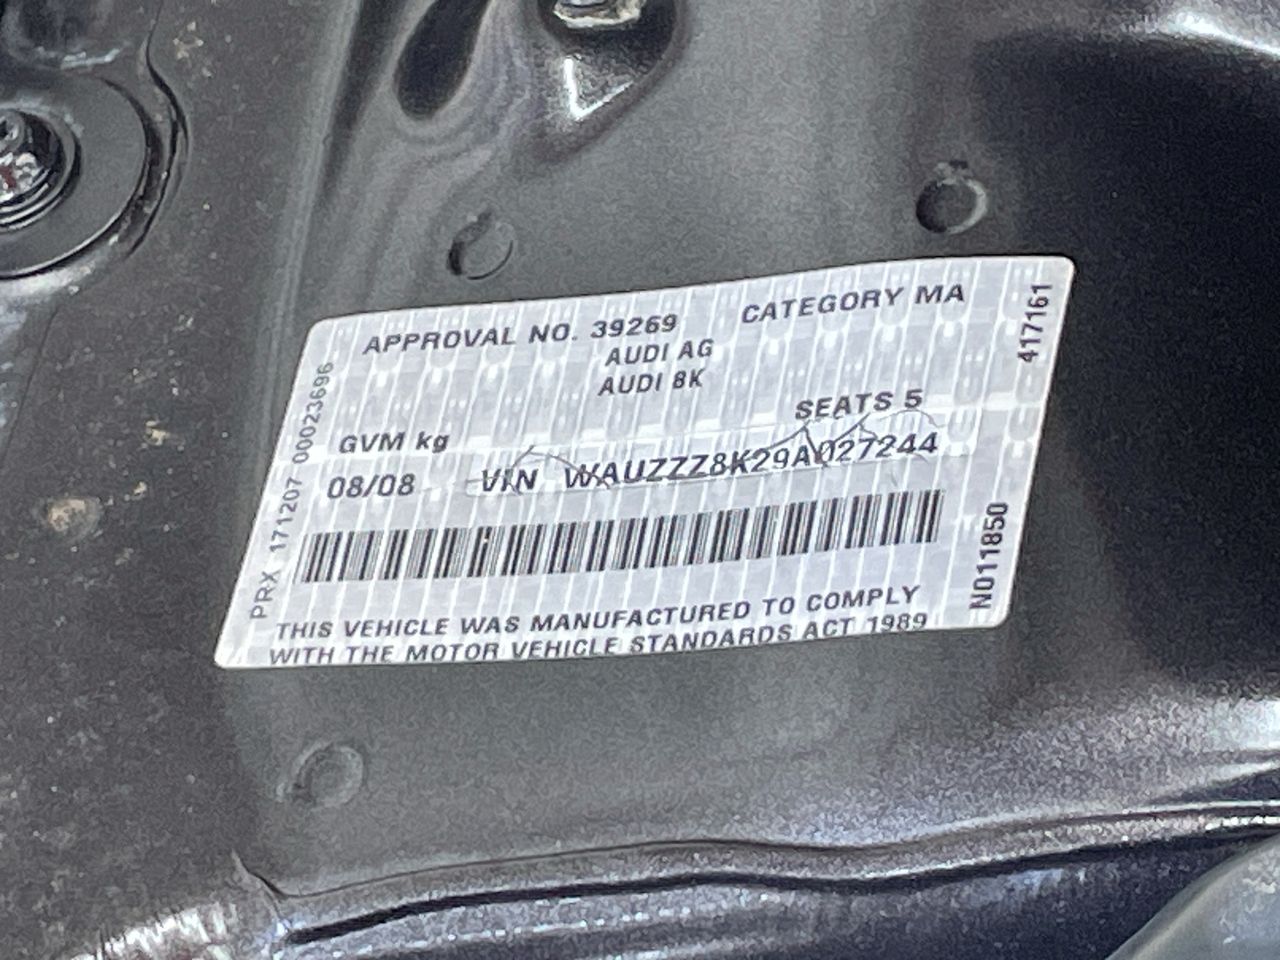 APPROVAL NO. 39269 CATEGORY MA
AUDI AG
AUDI 8K
SEATS 5
GVM kg
08/08 VIN WAUZZZ8K29A027244
THIS VEHICLE WAS MANUFACTURED TO COMPLY
WITH THE MOTOR VEHICLE STANDARDS ACT 1989
PRX 171207 00023696
417161
N011850